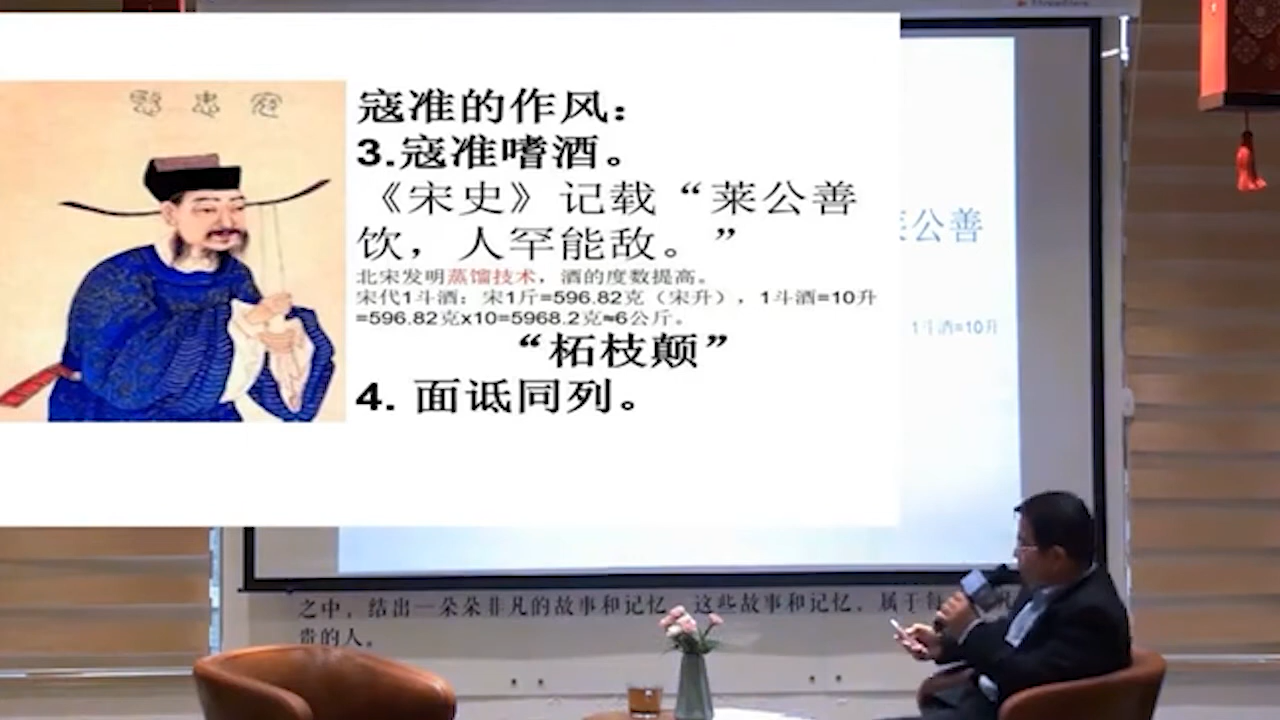 寇准的作风：
3.寇准嗜酒。
《宋史》记载“莱公善
饮，人罕能敌。”
北宋发明蒸馏技术，酒的度数提高。
宋代1斗酒；宋1斤=596.82克（宋升），1斗酒=10升
=596.82克x10=5968.2克≈6公斤。
“柘枝颠”
4. 面诋同列。
公善
1斗酒=10升
之中，结出一朵朵非凡的故事和记忆，这些故事和记忆，属于每
贵的人。